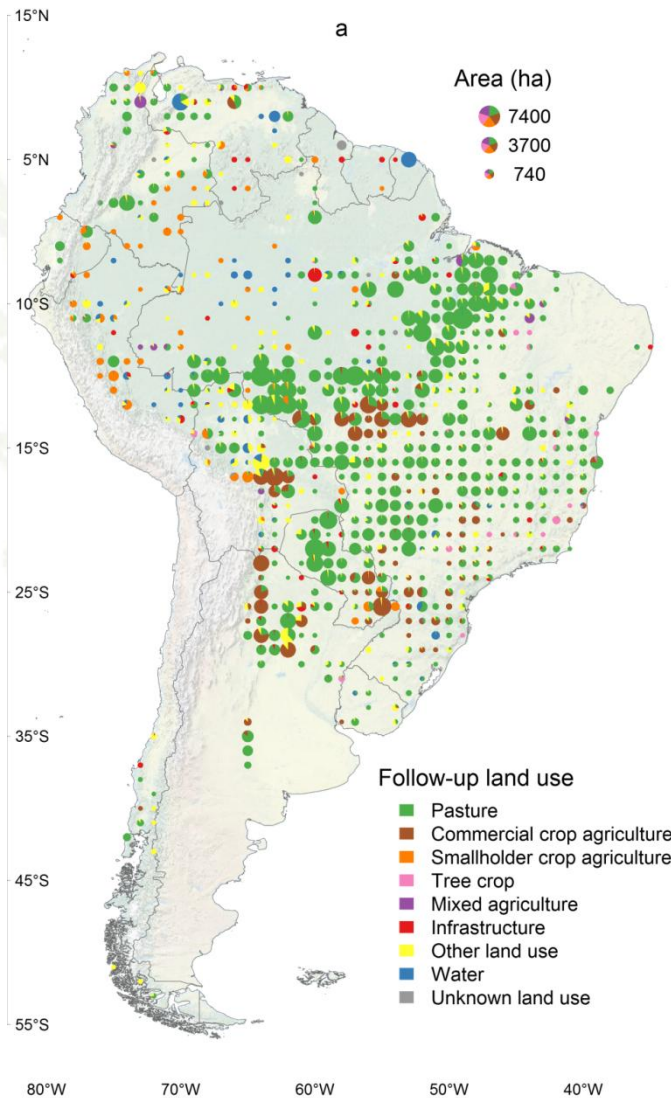 15°N
a
Area (ha)
7400
3700
740
5°N
10°S
15°S
25°S
35°S
Follow-up land use
Pasture
Commercial crop agriculture
Smallholder crop agriculture
Tree crop
Mixed agriculture
Infrastructure
Other land use
Water
Unknown land use
45°S
55°S
80°W 70°W 60°W 50°W 40°W